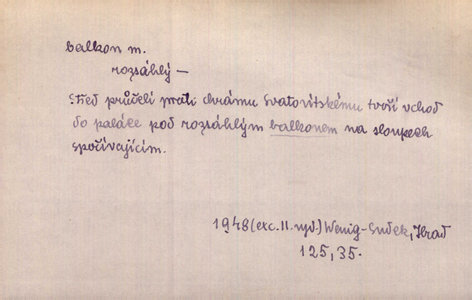 balkon m.
rozsáhlý —
Střed průčelí proti chrámu Svatovítskému tvoří vchod
do paláce pod rozsáhlým balkonem na sloupech
spočívajícím.
1948 (exc. II. vyd.) Wenig-Sudek, Hrad
125, 35.